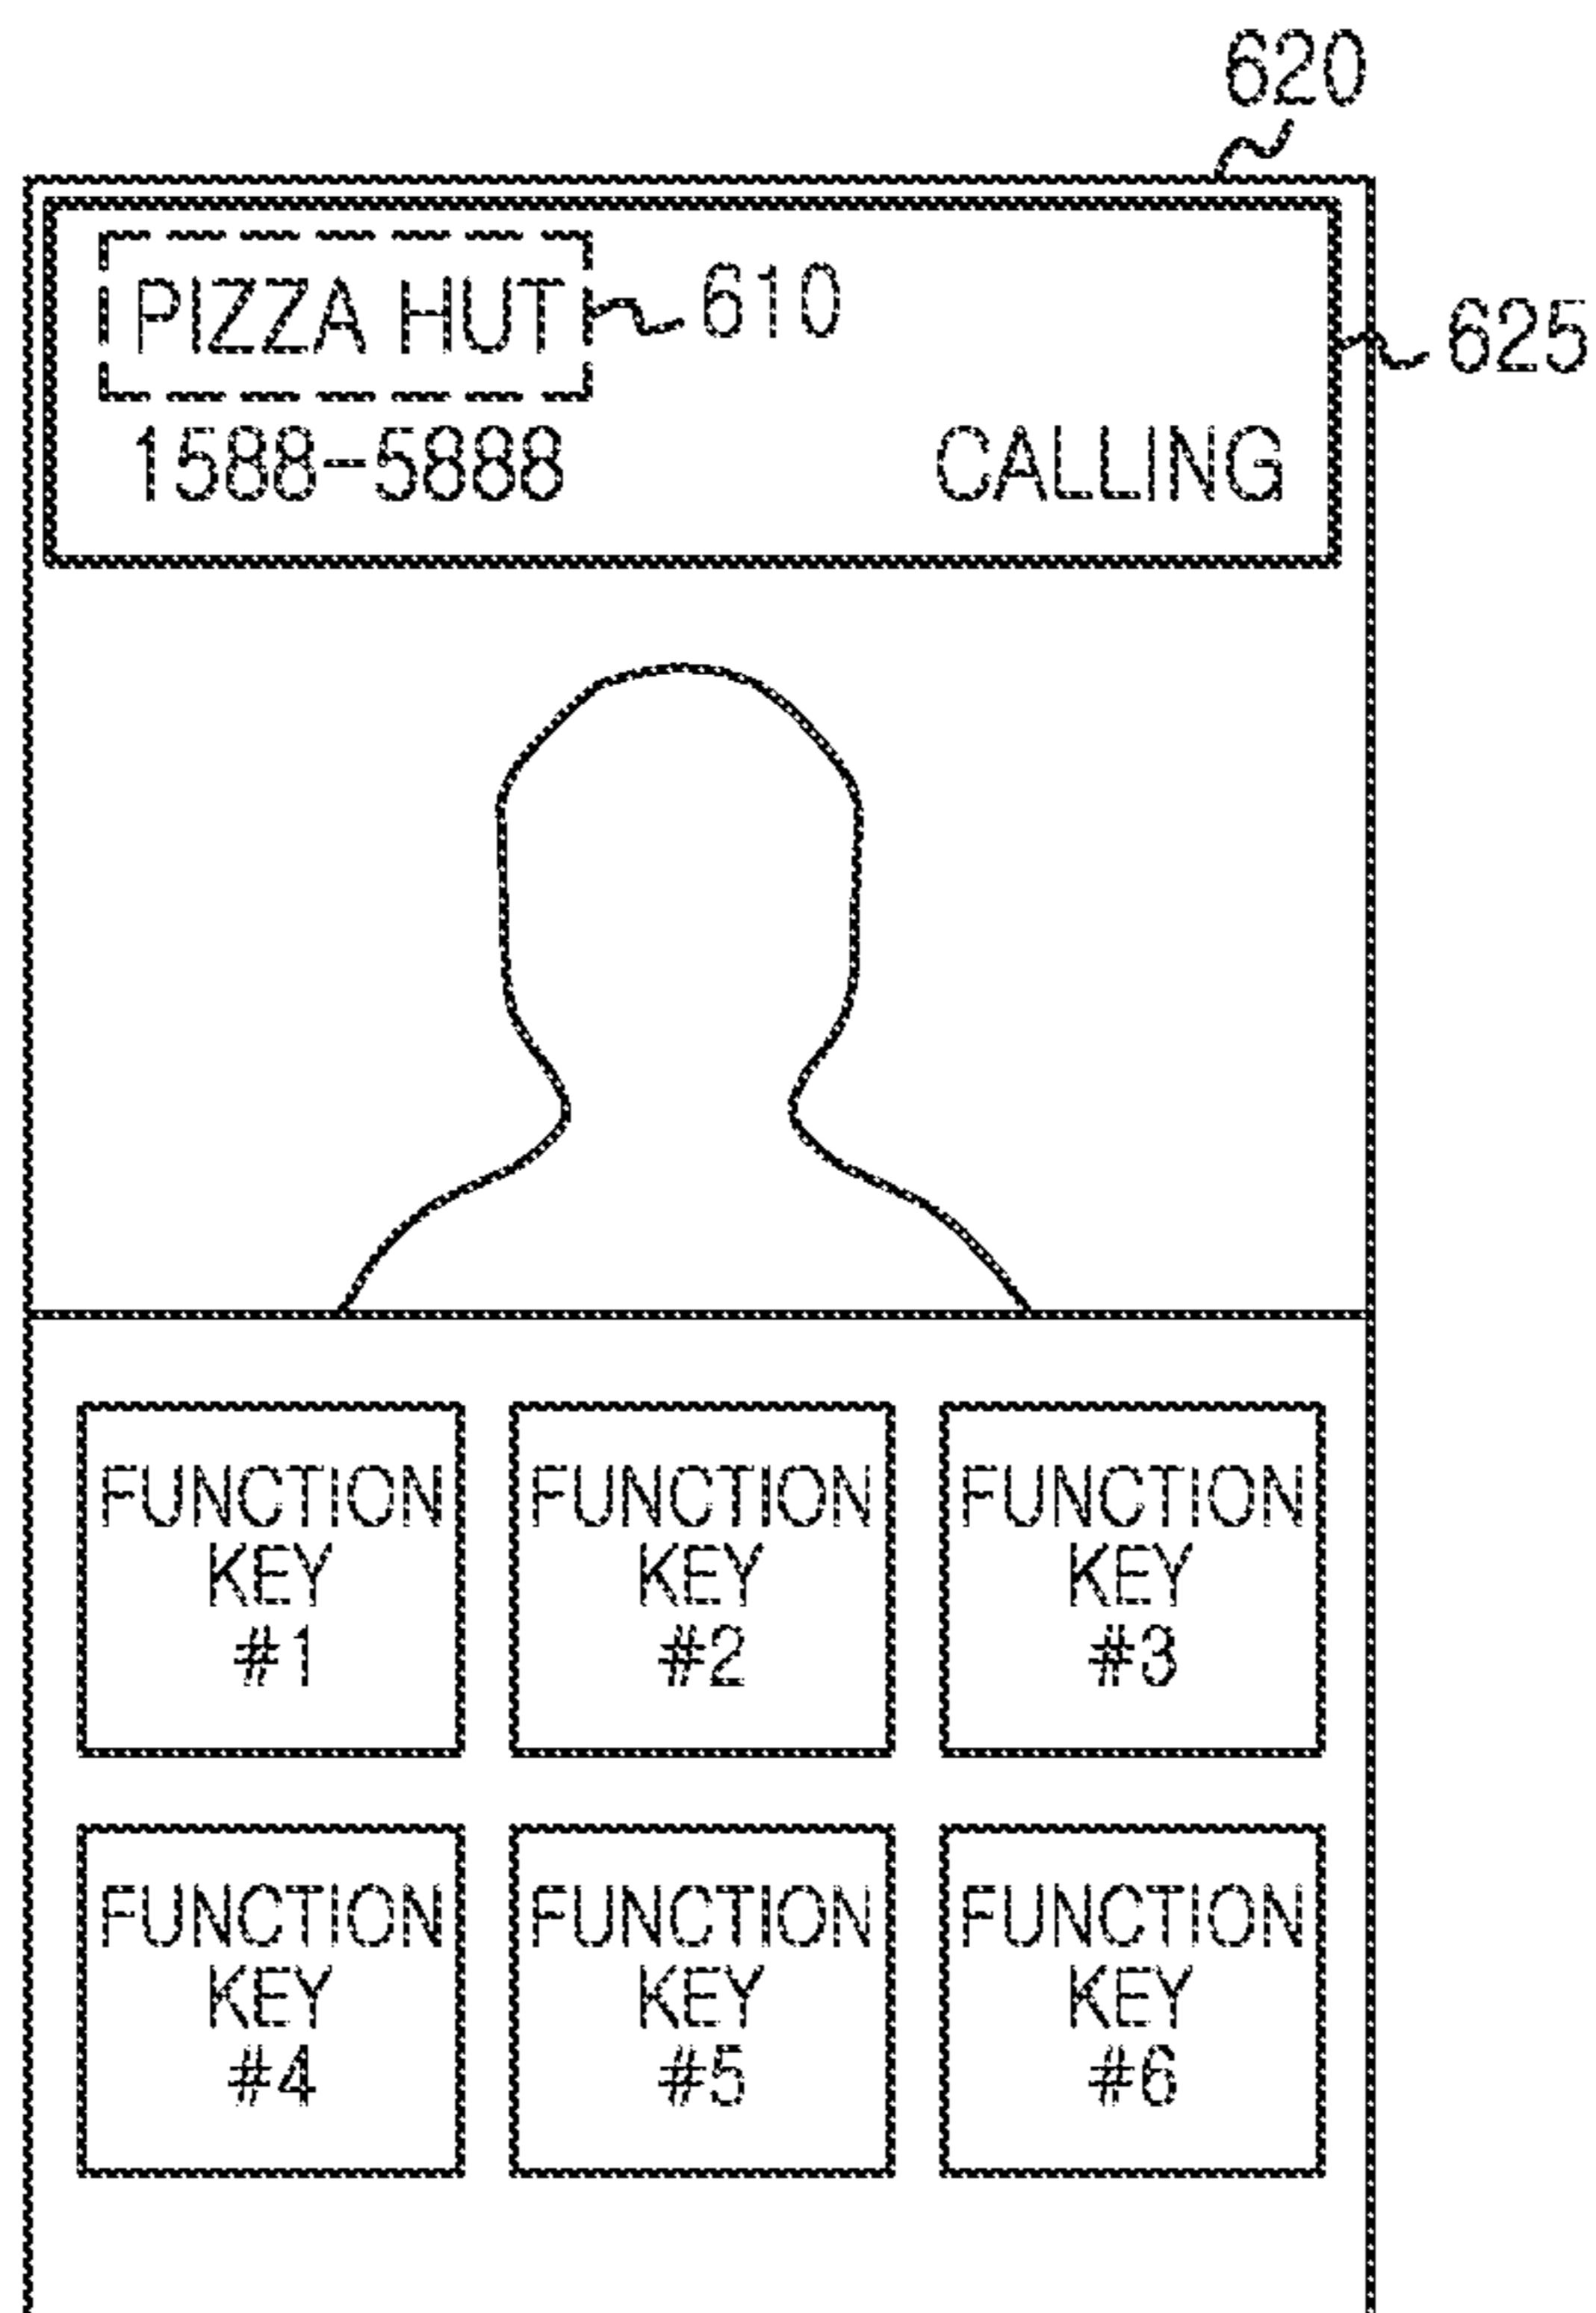 620
PIZZA HUT 610
625
1588-5888 CALLING
FUNCTION KEY #1
FUNCTION KEY #2
FUNCTION KEY #3
FUNCTION KEY #4
FUNCTION KEY #5
FUNCTION KEY #6